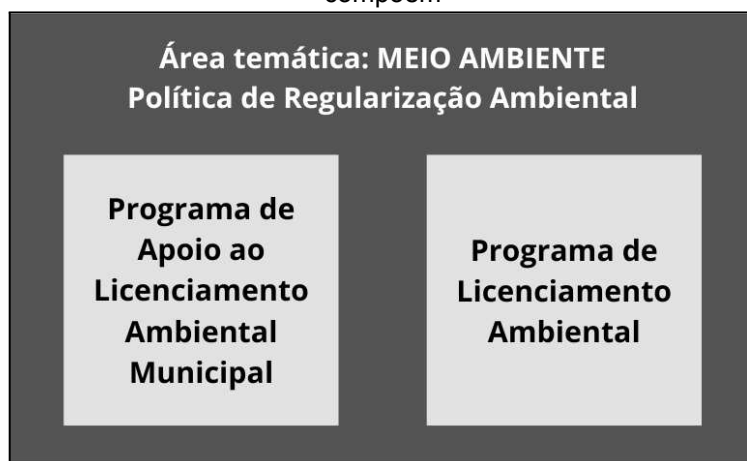 compõem
Área temática: MEIO AMBIENTE
Política de Regularização Ambiental
Programa de
Apoio ao
Licenciamento
Ambiental
Municipal
Programa de
Licenciamento
Ambiental